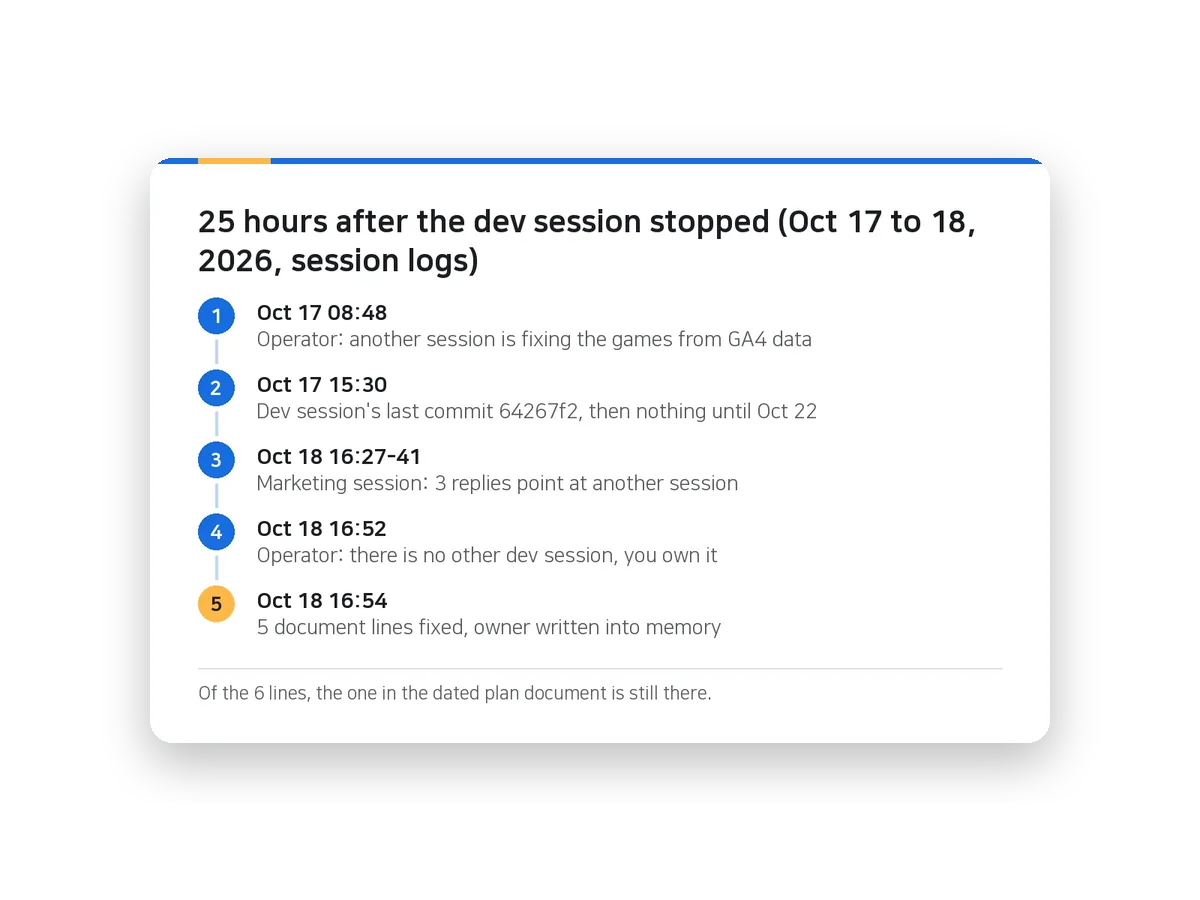 25 hours after the dev session stopped (Oct 17 to 18,
2026, session logs)
1
Oct 17 08:48
Operator: another session is fixing the games from GA4 data
2
Oct 17 15:30
Dev session's last commit 64267f2, then nothing until Oct 22
3
Oct 18 16:27-41
Marketing session: 3 replies point at another session
4
Oct 18 16:52
Operator: there is no other dev session, you own it
5
Oct 18 16:54
5 document lines fixed, owner written into memory
Of the 6 lines, the one in the dated plan document is still there.